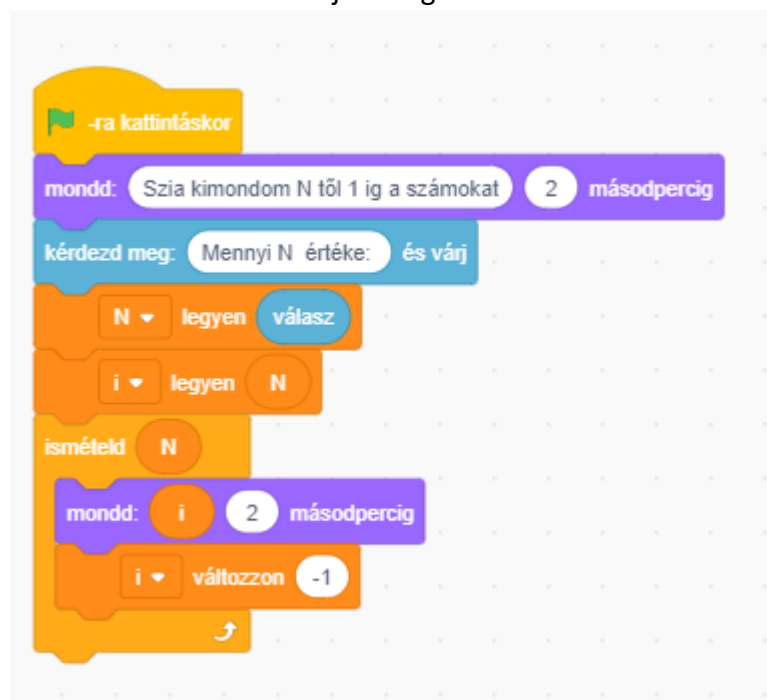 -ra kattintáskor
mondd: Szia kimondom N től 1 ig a számokat 2 másodpercig
kérdezd meg: Mennyi N értéke: és várj
N legyen válasz
i legyen N
ismételd N
mondd: i 2 másodpercig
i változzon -1